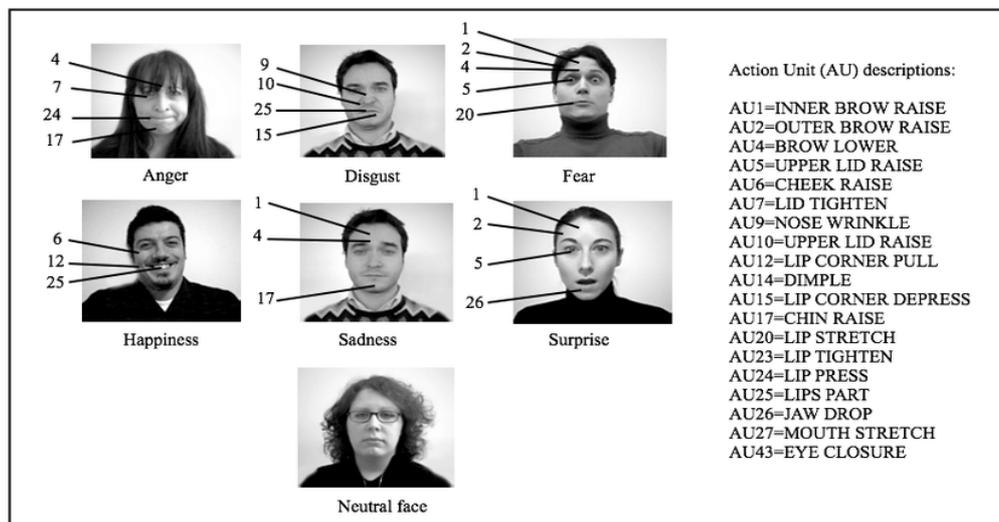 4
7
24
17
Anger
9
10
25
15
Disgust
1
2
4
5
20
Fear
6
12
25
Happiness
1
4
17
Sadness
1
2
5
26
Surprise
Neutral face
Action Unit (AU) descriptions:
AU1=INNER BROW RAISE
AU2=OUTER BROW RAISE
AU4=BROW LOWER
AU5=UPPER LID RAISE
AU6=CHEEK RAISE
AU7=LID TIGHTEN
AU9=NOSE WRINKLE
AU10=UPPER LID RAISE
AU12=LIP CORNER PULL
AU14=DIMPLE
AU15=LIP CORNER DEPRESS
AU17=CHIN RAISE
AU20=LIP STRETCH
AU23=LIP TIGHTEN
AU24=LIP PRESS
AU25=LIPS PART
AU26=JAW DROP
AU27=MOUTH STRETCH
AU43=EYE CLOSURE